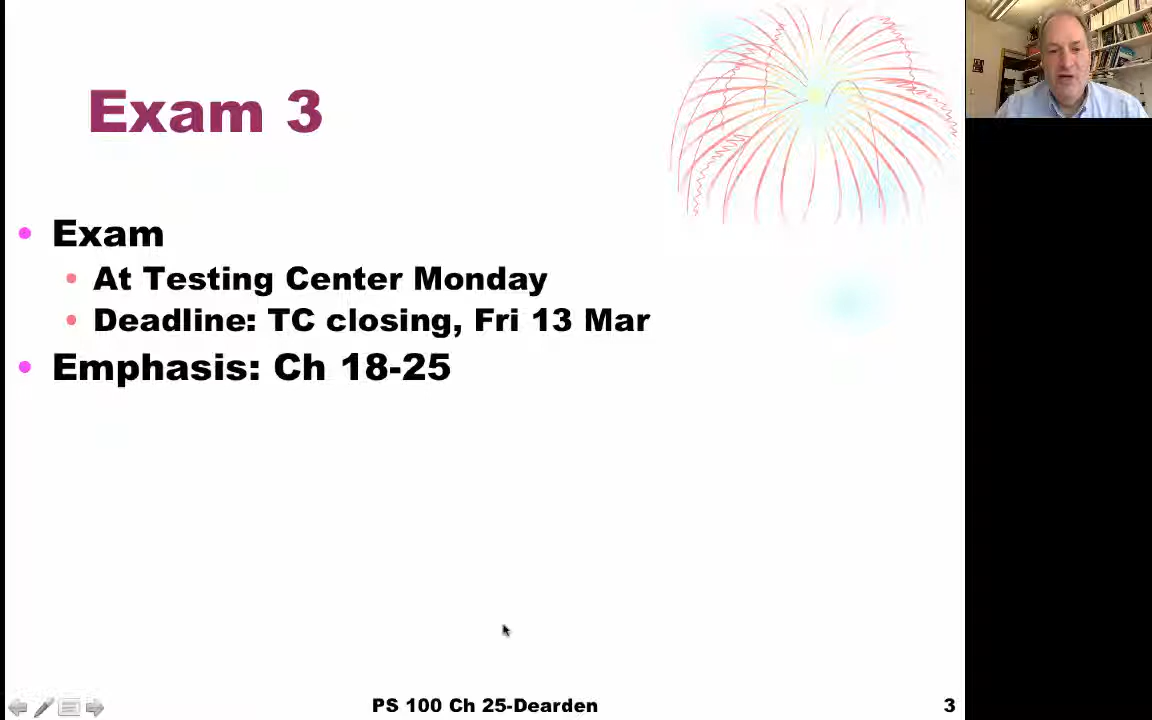 Exam 3
Exam
At Testing Center Monday
Deadline: TC closing, Fri 13 Mar
Emphasis: Ch 18-25
PS 100 Ch 25-Dearden
3